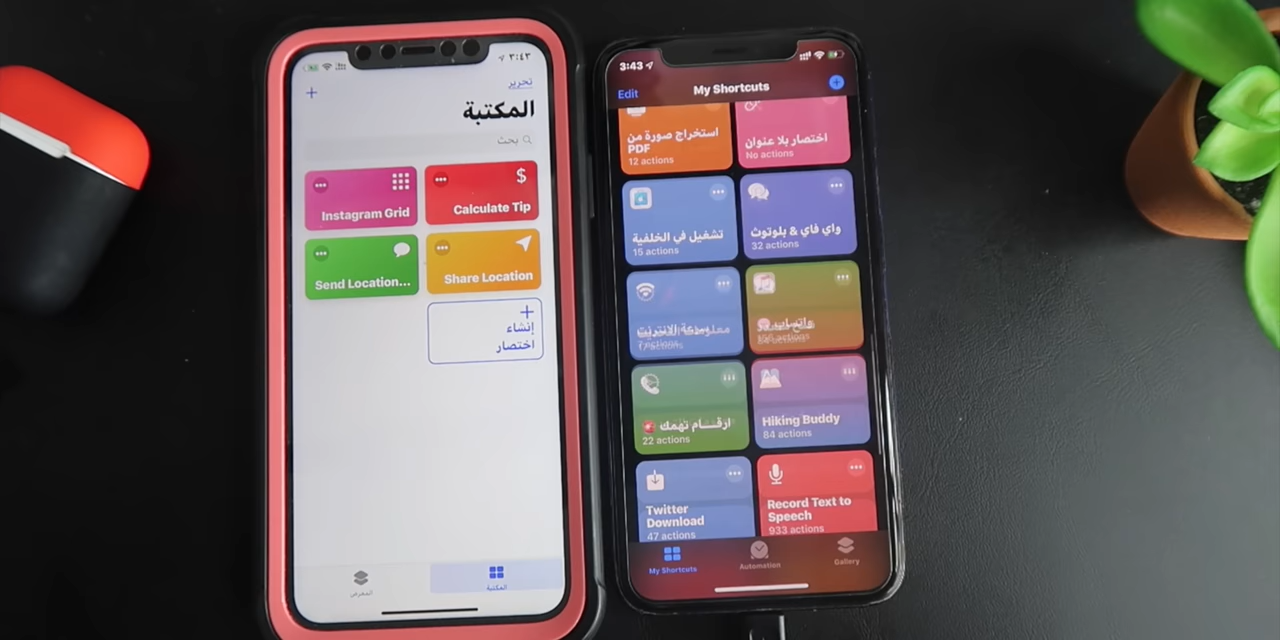 ٣:٤٣
تحرير
المكتبة
بحث
Instagram Grid
Calculate Tip
Send Location...
Share Location
إنشاء
اختصار
المعرض
المكتبة
3:43
Edit
My Shortcuts
استخراج صورة من
PDF
12 actions
اختصار بلا عنوان
No actions
تشغيل في الخلفية
15 actions
واي فاي & بلوتوث
32 actions
ارقـــام تهمك
22 actions
Hiking Buddy
84 actions
Twitter
Download
47 actions
Record Text to
Speech
933 actions
My Shortcuts
Automation
Gallery